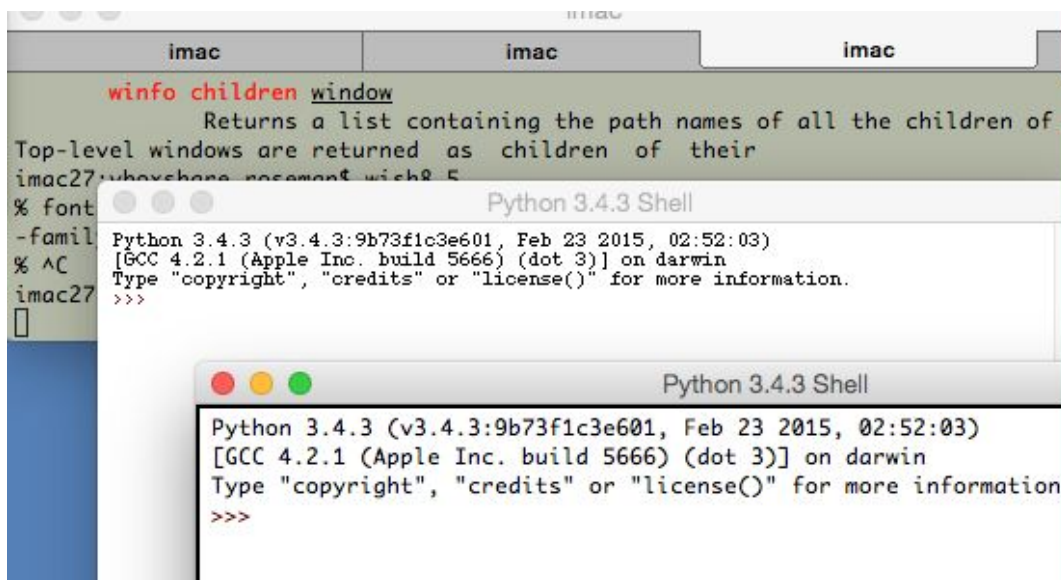 imac
imac imac imac
winfo children window
Returns a list containing the path names of all the children of
Top-level windows are returned as children of their
imac27:vboxshare roseman$ wish8.5
% font
-famil
% ^C
imac27
Python 3.4.3 Shell
Python 3.4.3 (v3.4.3:9b73f1c3e601, Feb 23 2015, 02:52:03)
[GCC 4.2.1 (Apple Inc. build 5666) (dot 3)] on darwin
Type "copyright", "credits" or "license()" for more information.
>>>
Python 3.4.3 Shell
Python 3.4.3 (v3.4.3:9b73f1c3e601, Feb 23 2015, 02:52:03)
[GCC 4.2.1 (Apple Inc. build 5666) (dot 3)] on darwin
Type "copyright", "credits" or "license()" for more information
>>>